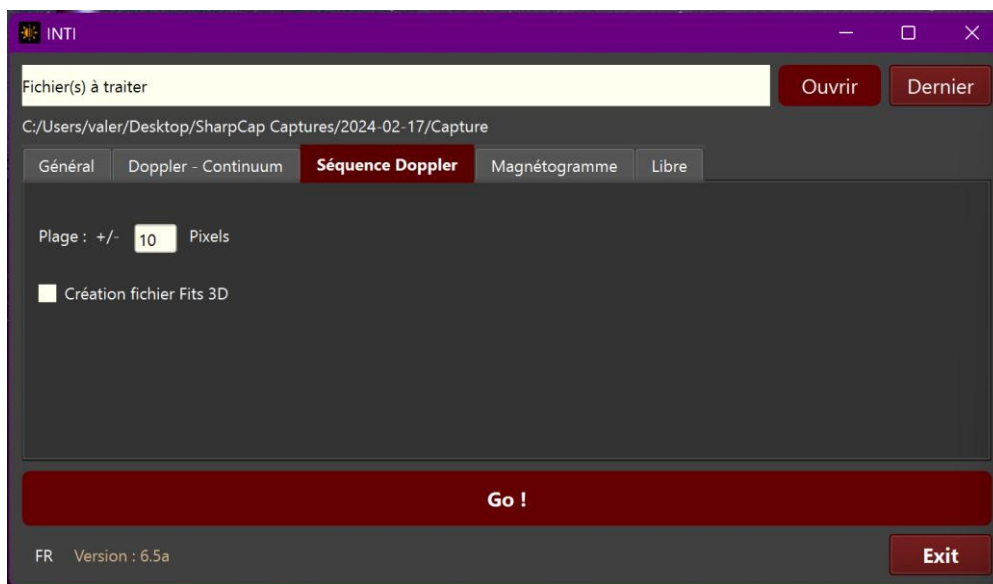 INTI
Fichier(s) à traiter
Ouvrir
Dernier
C:/Users/valer/Desktop/SharpCap Captures/2024-02-17/Capture
Général
Doppler - Continuum
Séquence Doppler
Magnétogramme
Libre
Plage : +/- 10 Pixels
Création fichier Fits 3D
Go !
FR
Version : 6.5a
Exit